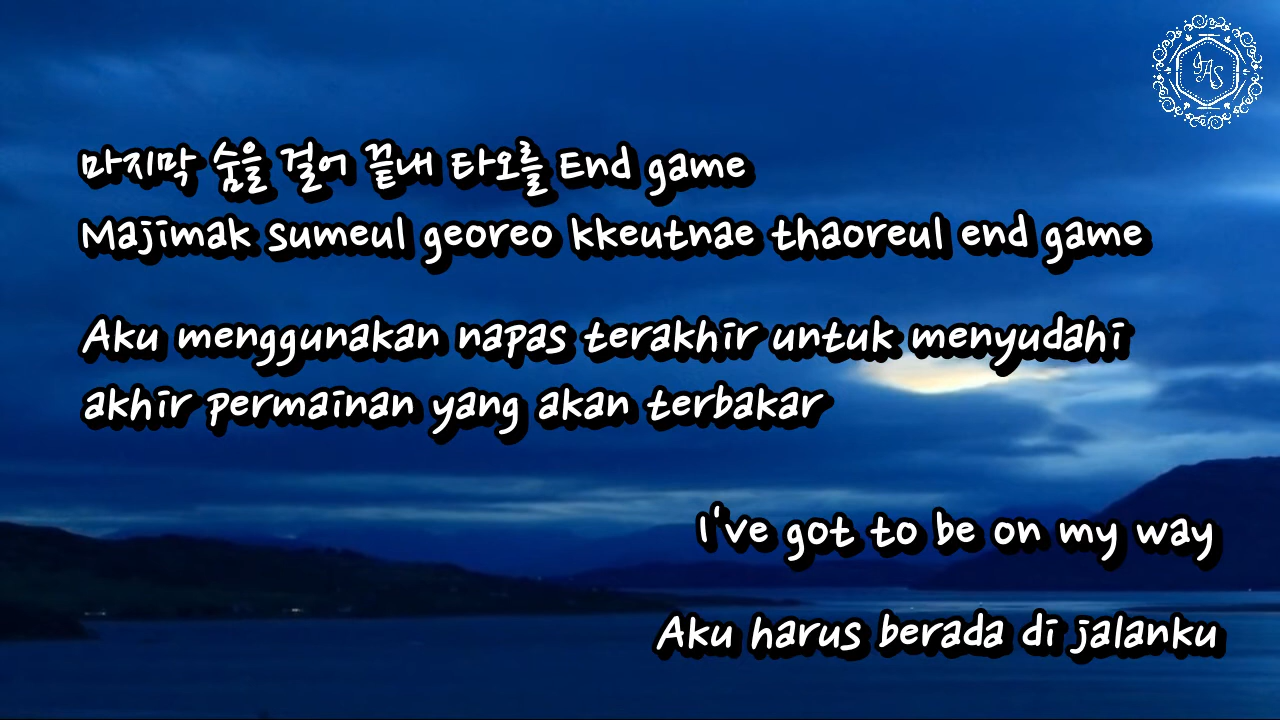 JAS
마지막 숨을 걸어 끝내 타오를 End game
Majimak sumeul georeo kkeutnae thaoreul end game
Aku menggunakan napas terakhir untuk menyudahi
akhir permainan yang akan terbakar
I've got to be on my way
Aku harus berada di jalanku